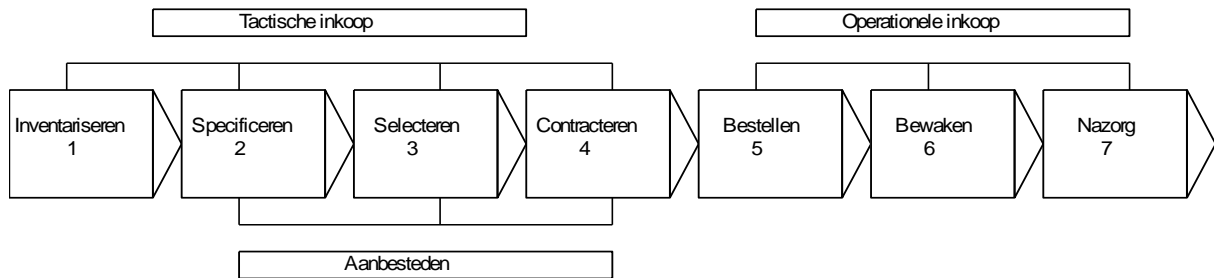 Tactische inkoop
Operationele inkoop
Inventariseren
1
Specificeren
2
Selecteren
3
Contracteren
4
Bestellen
5
Bewaken
6
Nazorg
7
Aanbesteden